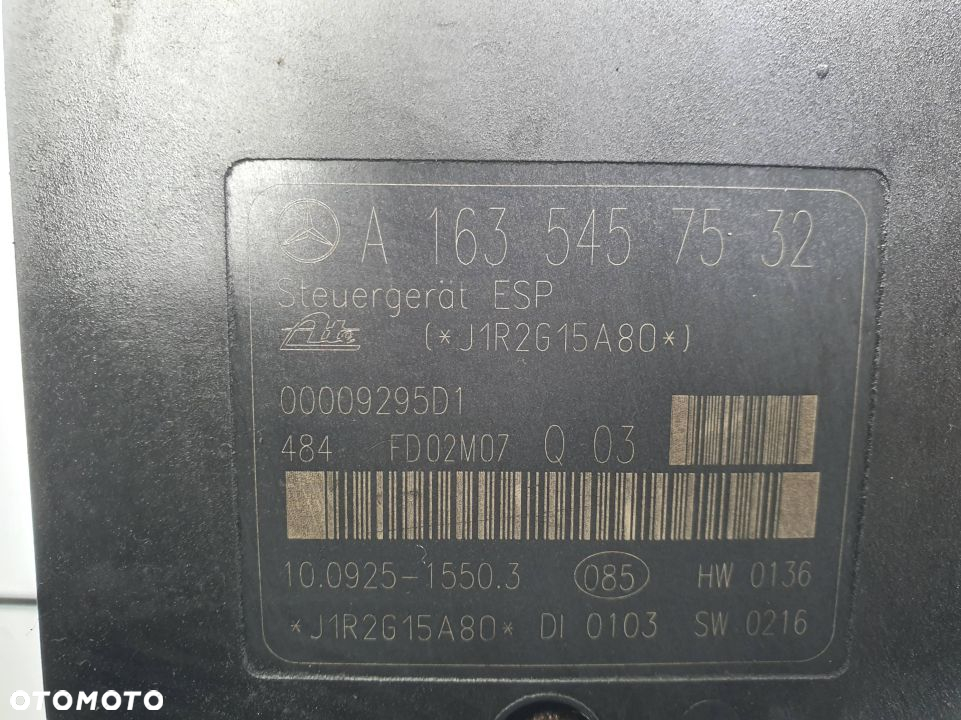 A 163 545 75 32
Steuergerät ESP
Ate (*J1R2G15A80*)
00009295D1
484 FD02M07 Q 03
10.0925-1550.3 085 HW 0136
*J1R2G15A80* DI 0103 SW 0216
OTOMOTO